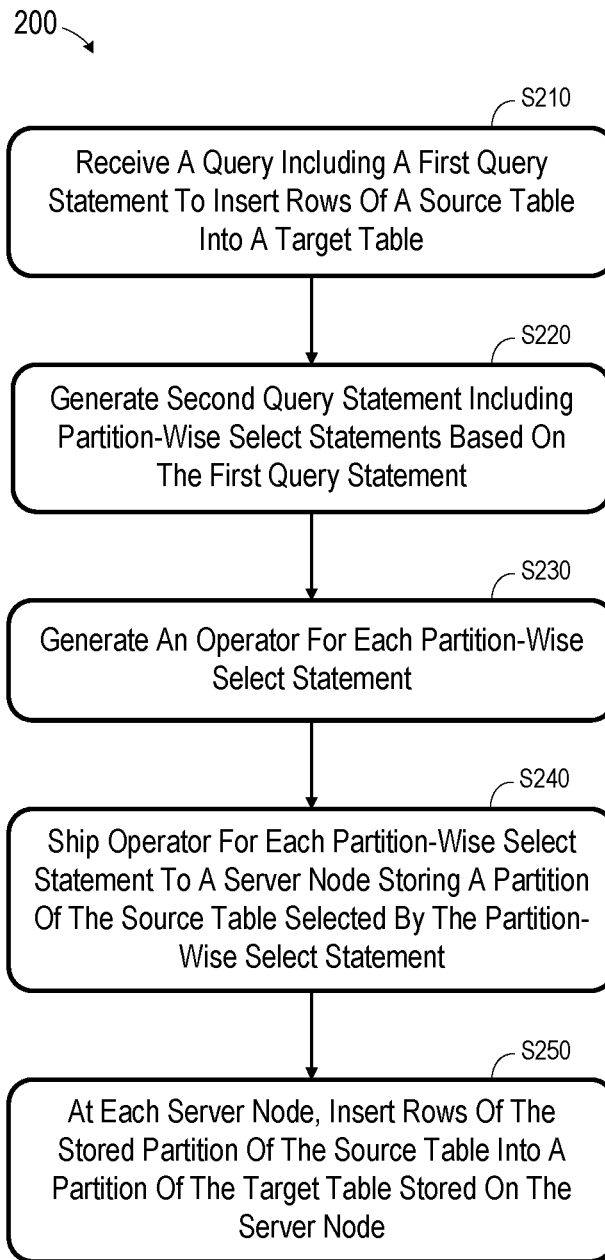 200
S210
Receive A Query Including A First Query
Statement To Insert Rows Of A Source Table
Into A Target Table
S220
Generate Second Query Statement Including
Partition-Wise Select Statements Based On
The First Query Statement
S230
Generate An Operator For Each Partition-Wise
Select Statement
S240
Ship Operator For Each Partition-Wise Select
Statement To A Server Node Storing A Partition
Of The Source Table Selected By The Partition-
Wise Select Statement
S250
At Each Server Node, Insert Rows Of The
Stored Partition Of The Source Table Into A
Partition Of The Target Table Stored On The
Server Node